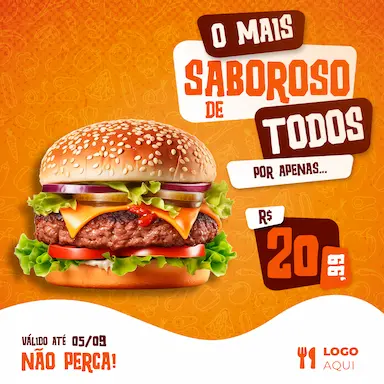 O MAIS
SABOROSO
DE
TODOS
POR APENAS...
R$
20
,99
VÁLIDO ATÉ 05/09
NÃO PERCA!
LOGO
AQUI